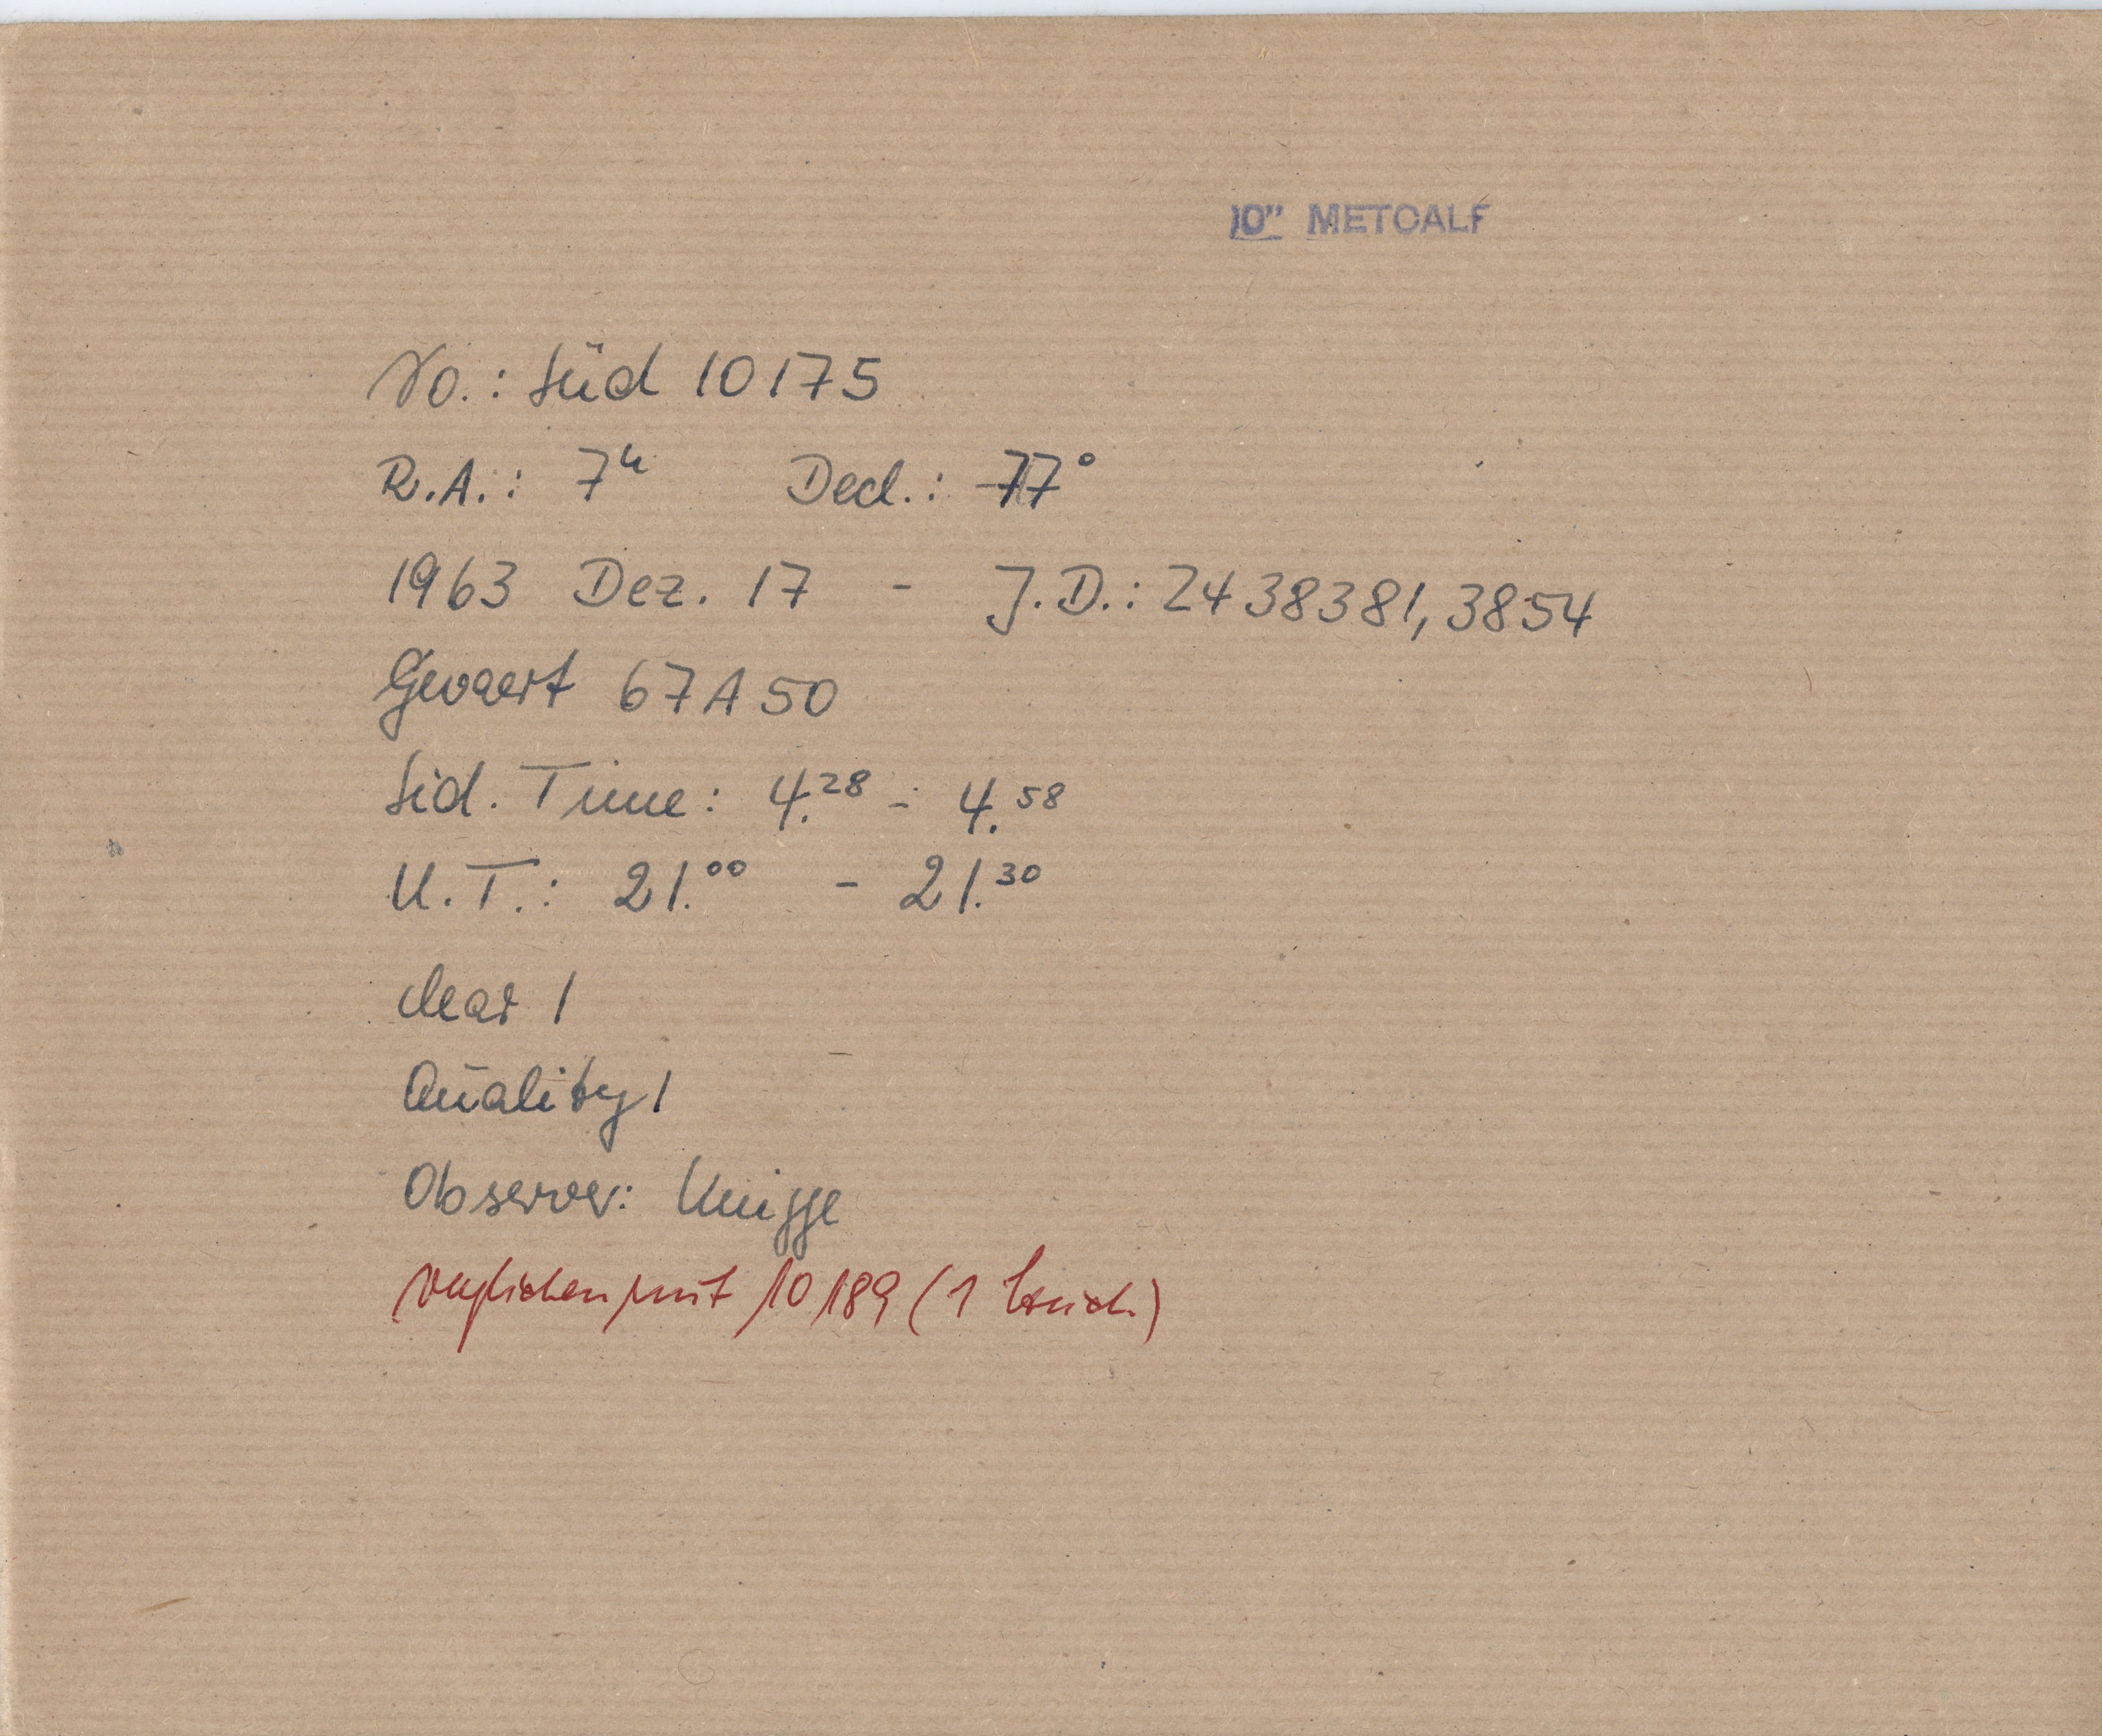 10" METCALF
No.: Süd 10175
R.A.: 7ʰ Decl.: -77°
1963 Dez. 17 - J.D.: 2438381,3854
Gevaert 67A50
Sid. Time: 4.²⁸ - 4.⁵⁸
U.T.: 21.⁰⁰ - 21.³⁰
clear 1
Quality 1
Observer: Knigge
verglichen mit 10189 (1